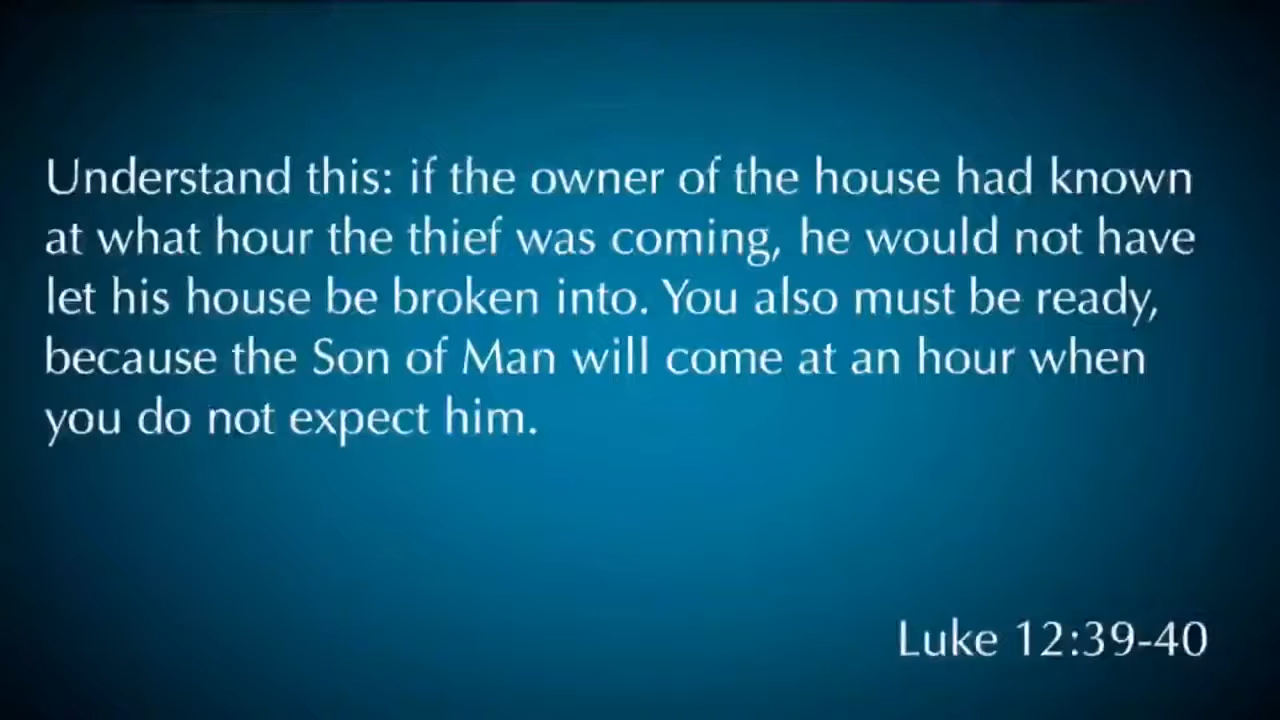 Understand this: if the owner of the house had known
at what hour the thief was coming, he would not have
let his house be broken into. You also must be ready,
because the Son of Man will come at an hour when
you do not expect him.
Luke 12:39-40